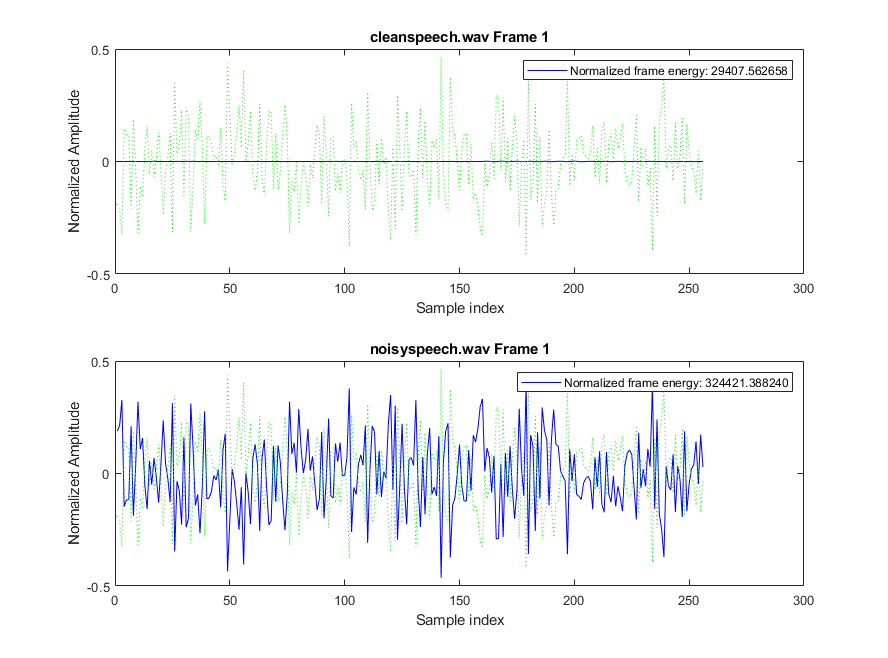 cleanspeech.wav Frame 1
Normalized frame energy: 29407.562658
Normalized Amplitude
0.5
0
-0.5
0 50 100 150 200 250 300
Sample index
noisyspeech.wav Frame 1
Normalized frame energy: 324421.388240
Normalized Amplitude
0.5
0
-0.5
0 50 100 150 200 250 300
Sample index